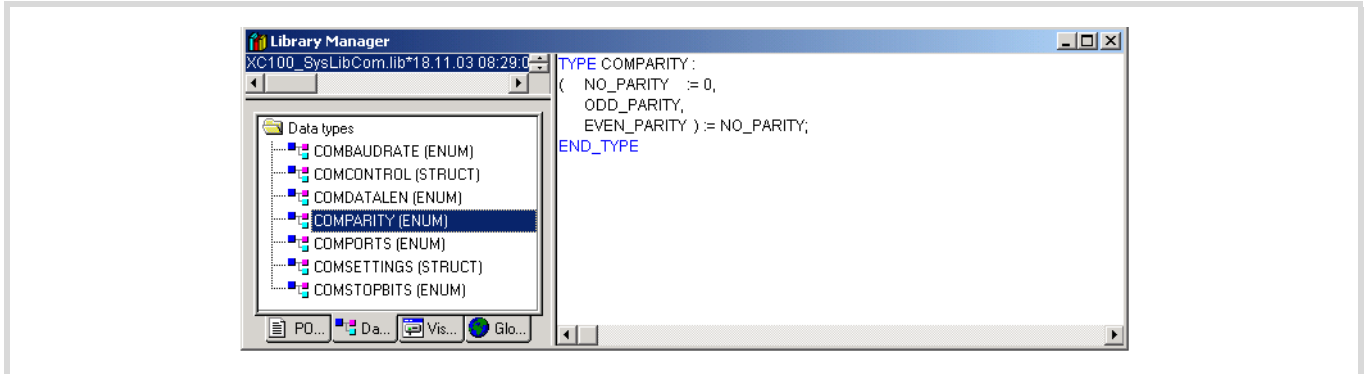 Library Manager
XC100_SysLibCom.lib*18.11.03 08:29:0
Data types
COMBAUDRATE (ENUM)
COMCONTROL (STRUCT)
COMDATALEN (ENUM)
COMPARITY (ENUM)
COMPORTS (ENUM)
COMSETTINGS (STRUCT)
COMSTOPBITS (ENUM)
PO... Da... Vis... Glo...
TYPE COMPARITY :
( NO_PARITY := 0,
ODD_PARITY,
EVEN_PARITY ) := NO_PARITY;
END_TYPE